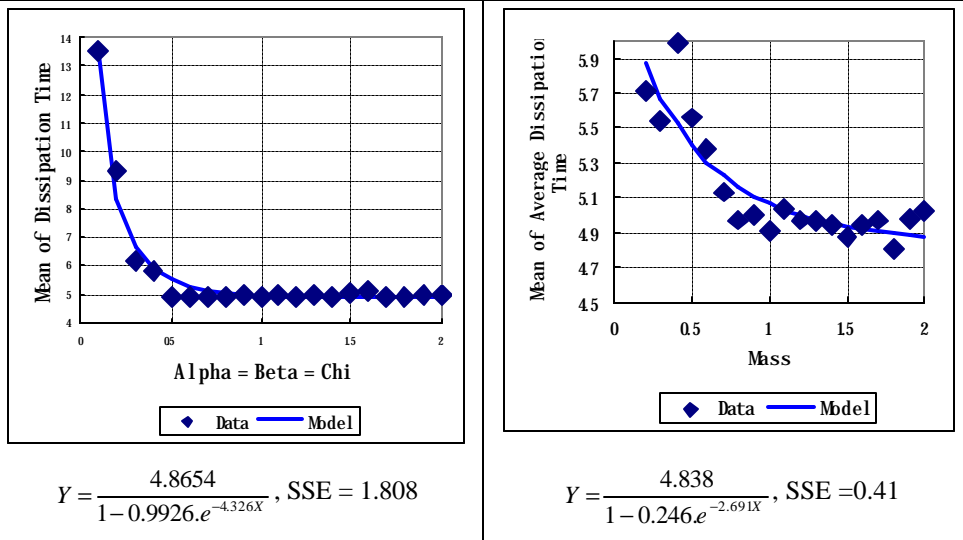 Mean of Dissipation Time
14
13
12
11
10
9
8
7
6
5
4
0
0.5
1
1.5
2
Alpha = Beta = Chi
Data
Model
Y = 4.8654 / 1−0.9926.e^−4.326X , SSE = 1.808
Mean of Average Dissipation
Time
5.9
5.7
5.5
5.3
5.1
4.9
4.7
4.5
0
0.5
1
1.5
2
Mass
Data
Model
Y = 4.838 / 1−0.246.e^−2.691X , SSE =0.41